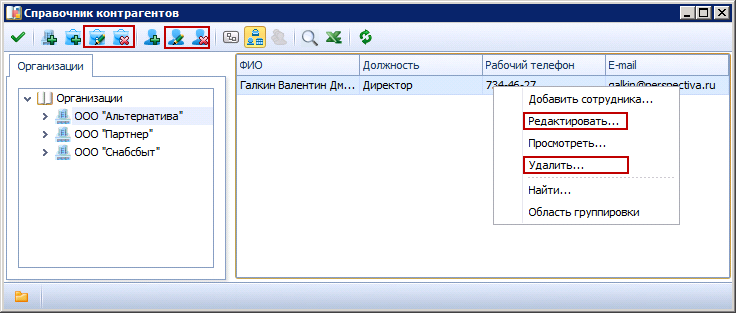 Справочник контрагентов
Организации
Организации
ООО "Альтернатива"
ООО "Партнер"
ООО "Снабсбыт"
ФИО Должность Рабочий телефон E-mail
Галкин Валентин Дм... Директор 734-46-27 galkin@perspectiva.ru
Добавить сотрудника...
Редактировать...
Просмотреть...
Удалить...
Найти...
Область группировки